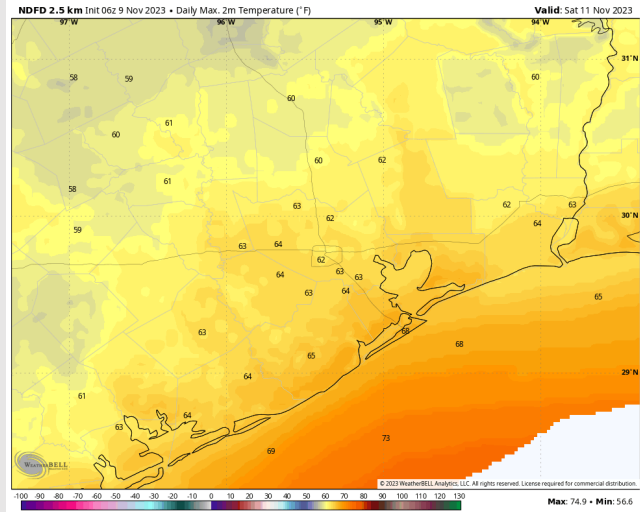 NDFD 2.5 km Init 06z 9 Nov 2023 • Daily Max. 2m Temperature (°F) Valid: Sat 11 Nov 2023
97°W 96°W 95°W 94°W
31°N
58 59 60
60
61
60
60 62
61
58
63 62 63
62 64
30°N
59
63 64
62
64 63 63
63 64
65
63 68
68
65
29°N
64
61
64
63
73
69
WEATHERBELL
© 2023 WeatherBELL Analytics, LLC. All rights reserved. License required for commercial distribution.
-100 -90 -80 -70 -60 -50 -40 -30 -20 -10 0 10 20 30 40 50 60 70 80 90 100 110 120 130
Max: 74.9 • Min: 56.6